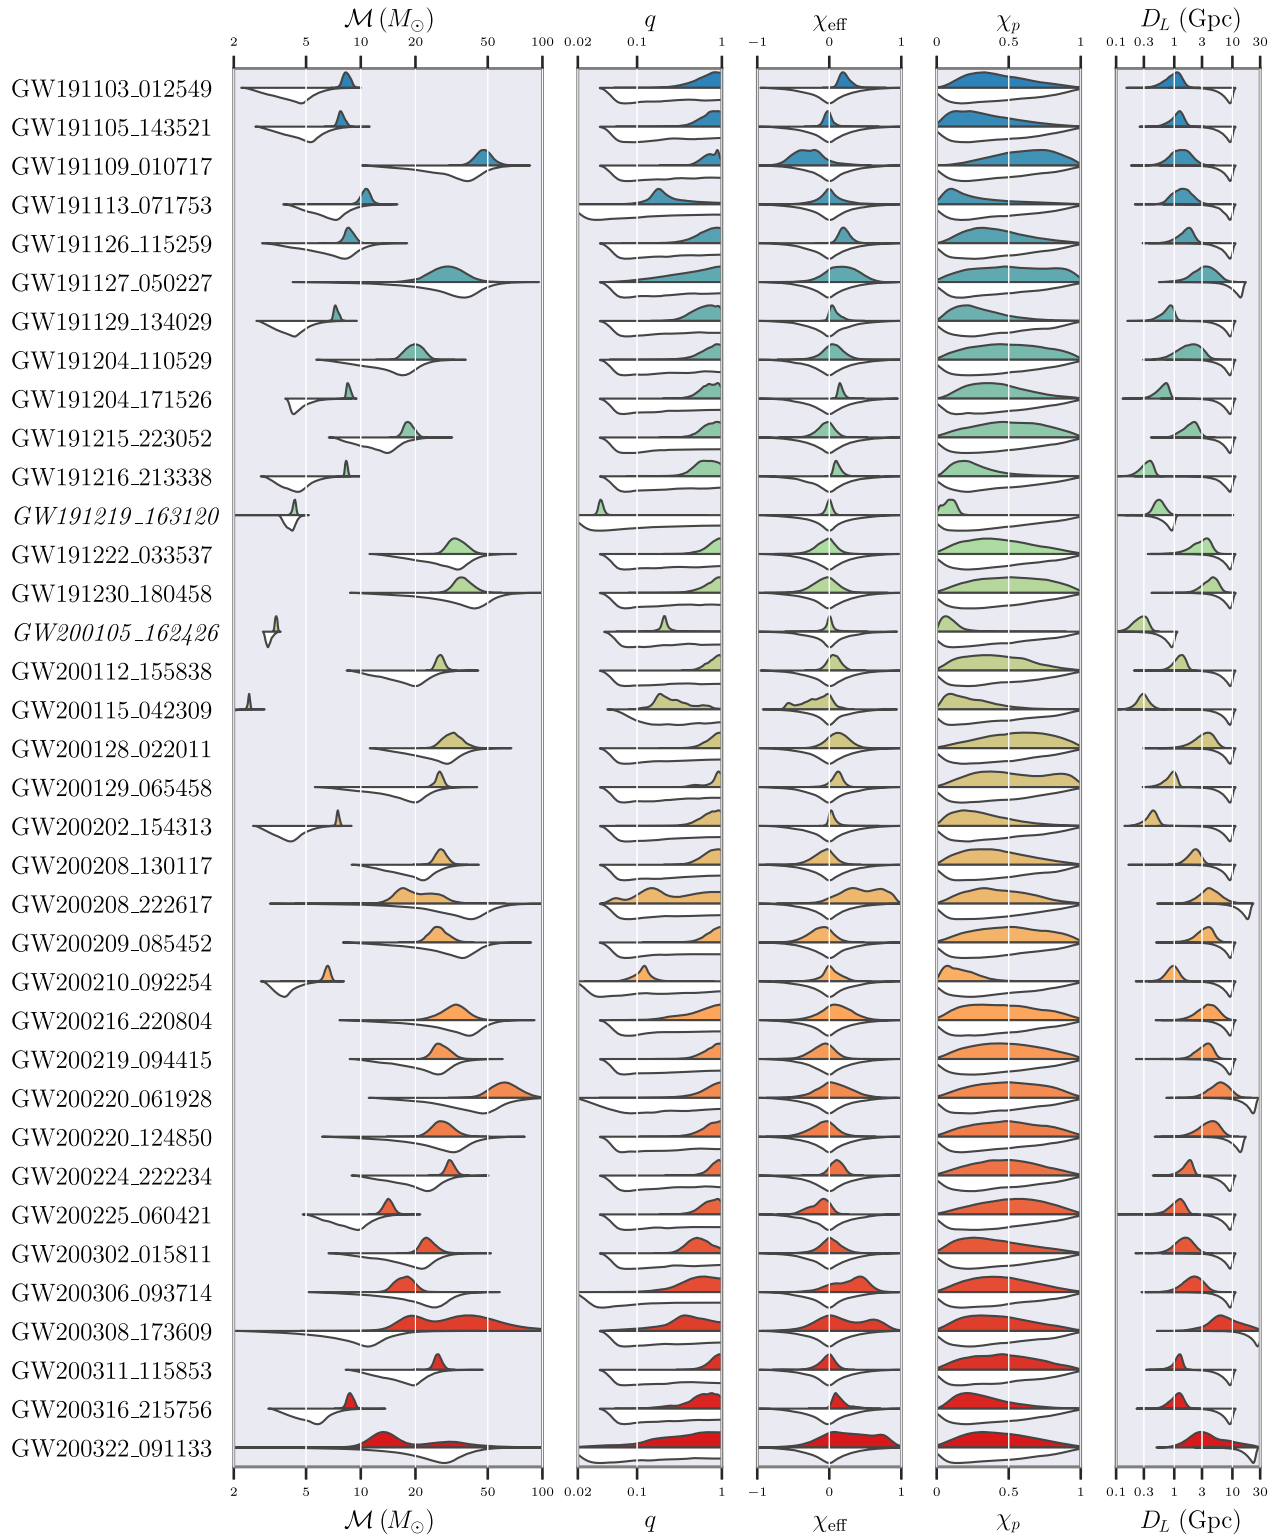 ℳ (M⊙) q χeff χp DL (Gpc)
2 5 10 20 50 100 0.02 0.1 1 −1 0 1 0 0.5 1 0.1 0.3 1 3 10 30
GW191103_012549
GW191105_143521
GW191109_010717
GW191113_071753
GW191126_115259
GW191127_050227
GW191129_134029
GW191204_110529
GW191204_171526
GW191215_223052
GW191216_213338
GW191219_163120
GW191222_033537
GW191230_180458
GW200105_162426
GW200112_155838
GW200115_042309
GW200128_022011
GW200129_065458
GW200202_154313
GW200208_130117
GW200208_222617
GW200209_085452
GW200210_092254
GW200216_220804
GW200219_094415
GW200220_061928
GW200220_124850
GW200224_222234
GW200225_060421
GW200302_015811
GW200306_093714
GW200308_173609
GW200311_115853
GW200316_215756
GW200322_091133
2 5 10 20 50 100 0.02 0.1 1 −1 0 1 0 0.5 1 0.1 0.3 1 3 10 30
ℳ (M⊙) q χeff χp DL (Gpc)